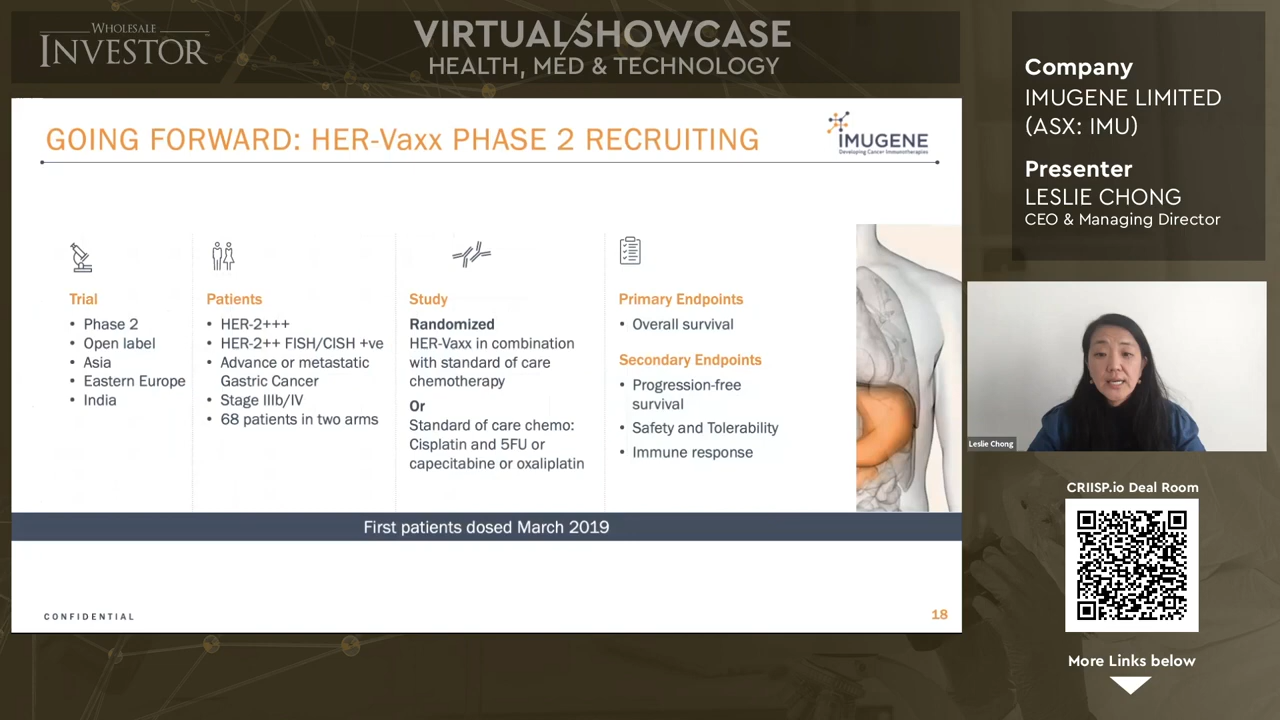 WHOLESALE
INVESTOR
VIRTUAL SHOWCASE
HEALTH, MED & TECHNOLOGY
GOING FORWARD: HER-Vaxx PHASE 2 RECRUITING
IMUGENE
Developing Cancer Immunotherapies
Trial
• Phase 2
• Open label
• Asia
• Eastern Europe
• India
Patients
• HER-2+++
• HER-2++ FISH/CISH +ve
• Advance or metastatic
Gastric Cancer
• Stage IIIb/IV
• 68 patients in two arms
Study
Randomized
HER-Vaxx in combination
with standard of care
chemotherapy
Or
Standard of care chemo:
Cisplatin and 5FU or
capecitabine or oxaliplatin
Primary Endpoints
• Overall survival
Secondary Endpoints
• Progression-free
survival
• Safety and Tolerability
• Immune response
First patients dosed March 2019
CONFIDENTIAL
18
Company
IMUGENE LIMITED
(ASX: IMU)
Presenter
LESLIE CHONG
CEO & Managing Director
Leslie Chong
CRIISP.io Deal Room
More Links below